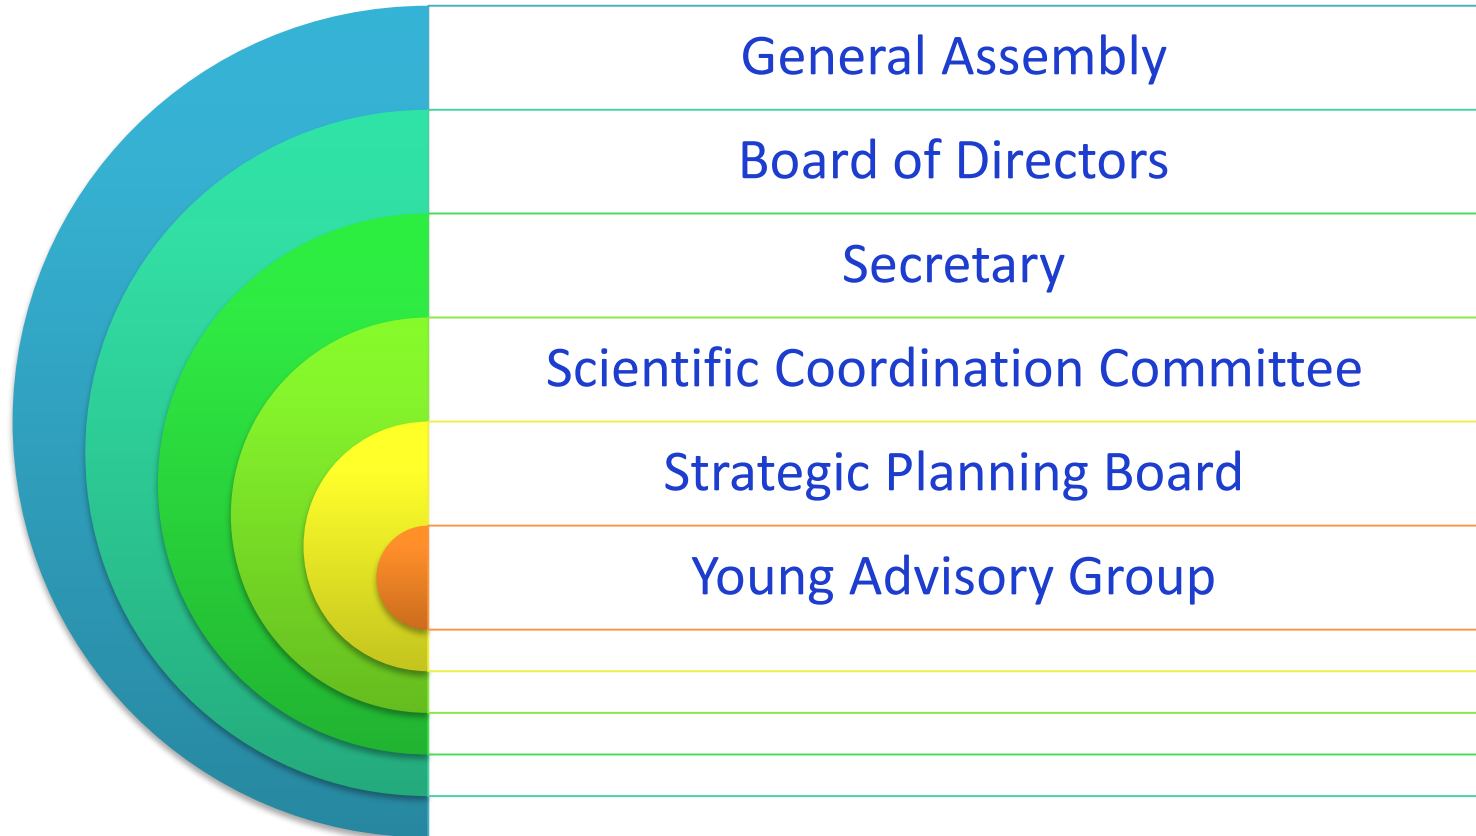 General Assembly
Board of Directors
Secretary
Scientific Coordination Committee
Strategic Planning Board
Young Advisory Group